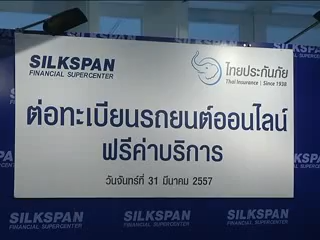 SILKSPAN
FINANCIAL SUPERCENTER
ไทยประกันภัย
Thai Insurance | Since 1938
ต่อทะเบียนรถยนต์ออนไลน์
ฟรีค่าบริการ
วันจันทร์ที่ 31 มีนาคม 2557
SILKSPAN
FINANCIAL SUPERCENTER
SILKSPAN
FINANCIAL SUPERCENTER
SILKSPAN
FINANCIAL SUPERCENTER